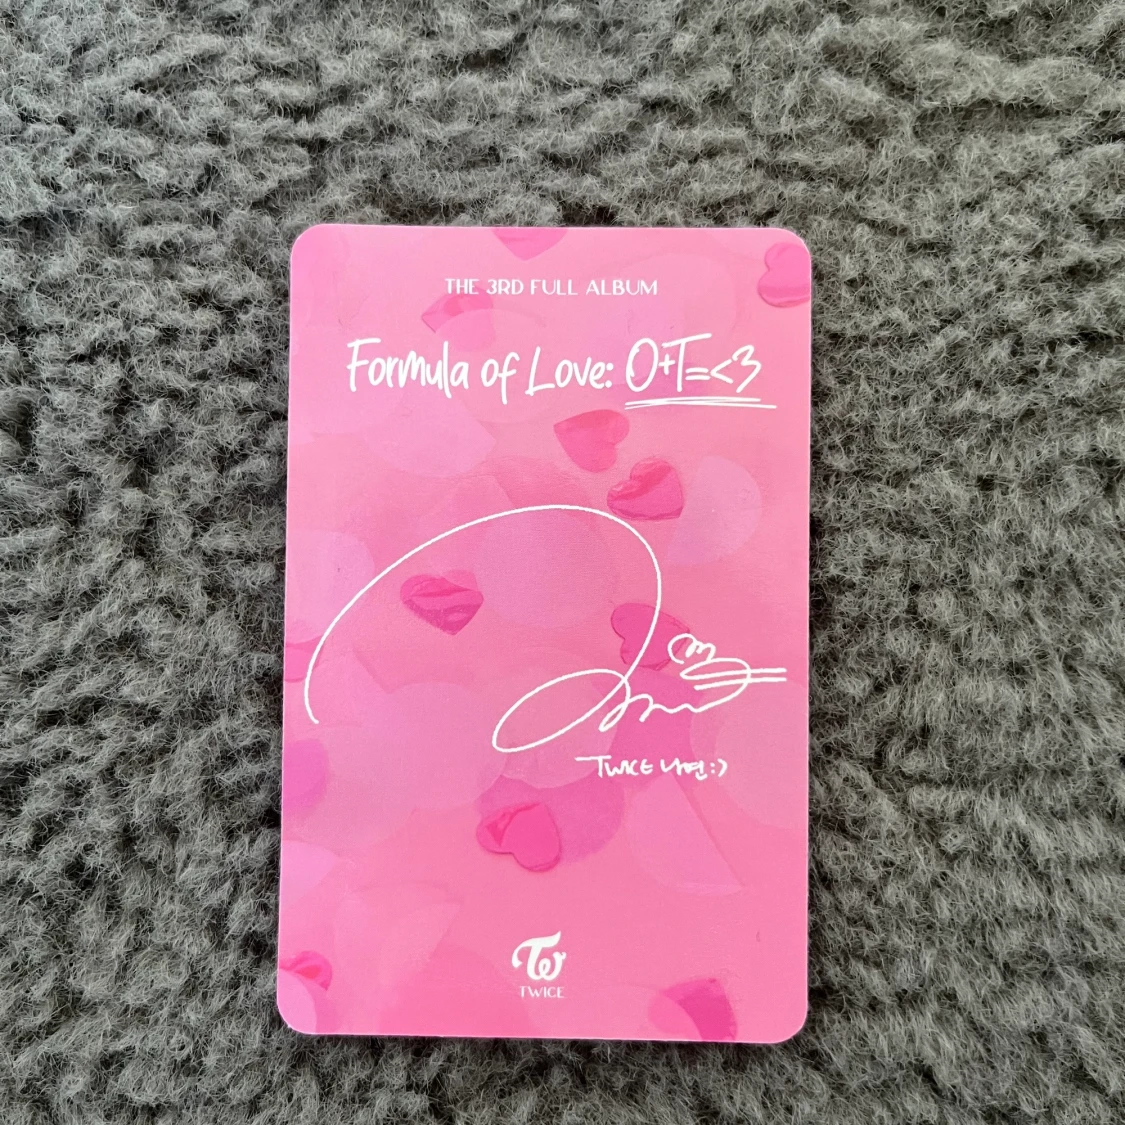 THE 3RD FULL ALBUM
Formula of Love: O+T=<3
TWICE 나연:)
TWICE